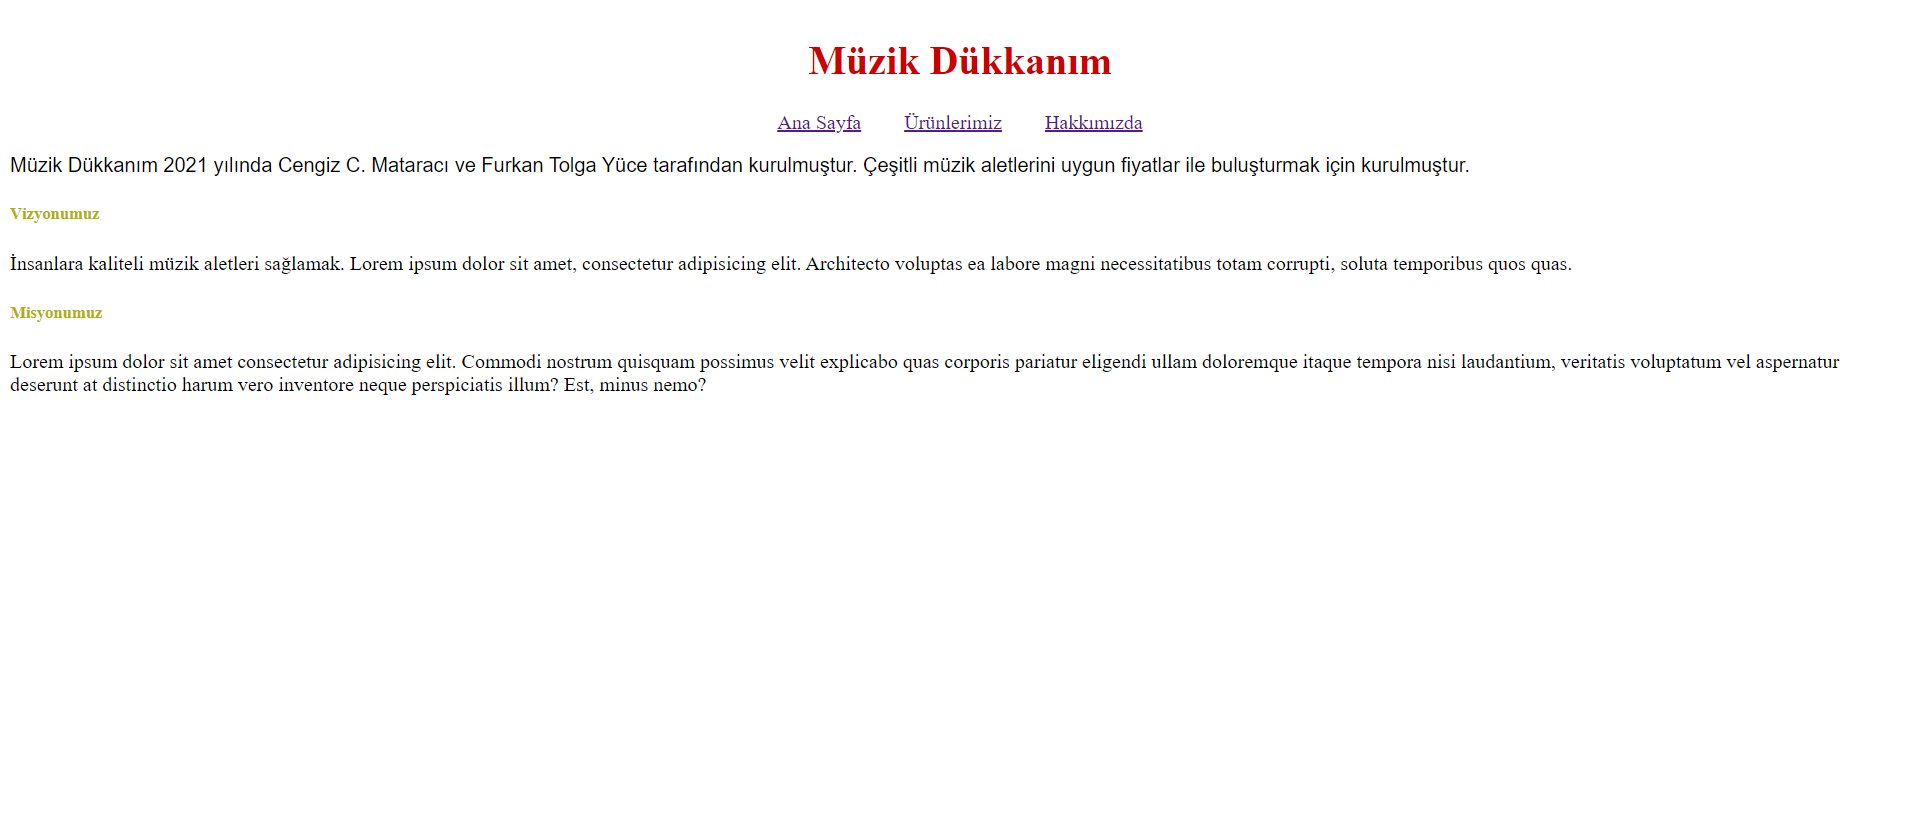 Müzik Dükkanım
Ana Sayfa Ürünlerimiz Hakkımızda
Müzik Dükkanım 2021 yılında Cengiz C. Mataracı ve Furkan Tolga Yüce tarafından kurulmuştur. Çeşitli müzik aletlerini uygun fiyatlar ile buluşturmak için kurulmuştur.
Vizyonumuz
İnsanlara kaliteli müzik aletleri sağlamak. Lorem ipsum dolor sit amet, consectetur adipisicing elit. Architecto voluptas ea labore magni necessitatibus totam corrupti, soluta temporibus quos quas.
Misyonumuz
Lorem ipsum dolor sit amet consectetur adipisicing elit. Commodi nostrum quisquam possimus velit explicabo quas corporis pariatur eligendi ullam doloremque itaque tempora nisi laudantium, veritatis voluptatum vel aspernatur
deserunt at distinctio harum vero inventore neque perspiciatis illum? Est, minus nemo?